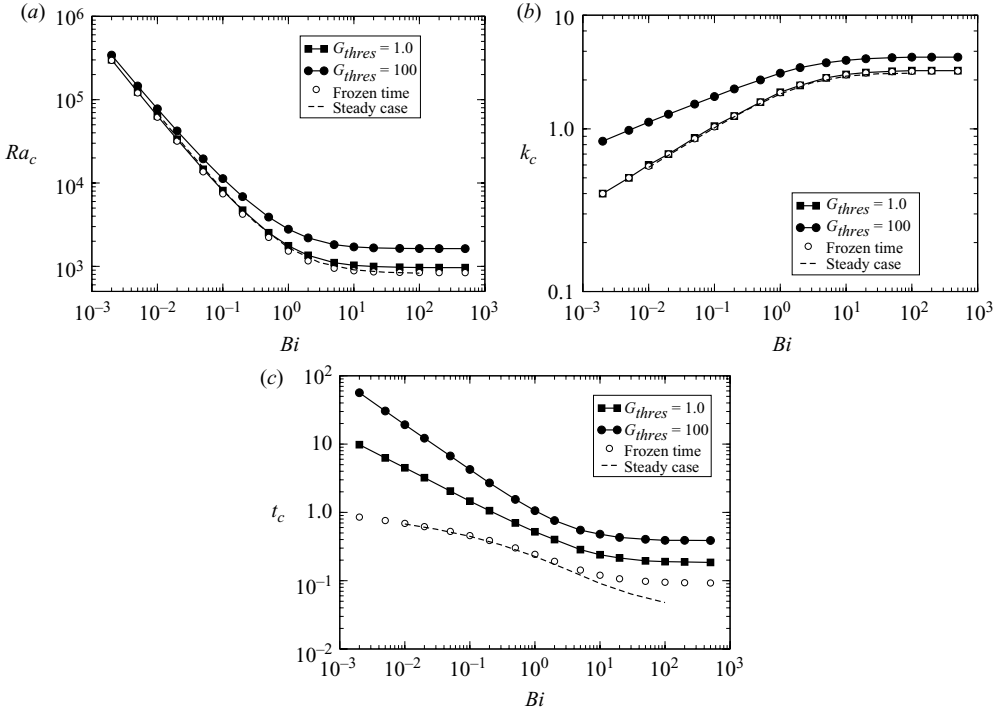 (a)
10^6
10^5
Ra_c
10^4
10^3
10^−3 10^−2 10^−1 10^0 10^1 10^2 10^3
Bi
G_thres = 1.0
G_thres = 100
Frozen time
Steady case
(b)
10
1.0
k_c
0.1
10^−3 10^−2 10^−1 10^0 10^1 10^2 10^3
Bi
G_thres = 1.0
G_thres = 100
Frozen time
Steady case
(c)
10^2
10
1.0
t_c
10^−1
10^−2
10^−3 10^−2 10^−1 10^0 10^1 10^2 10^3
Bi
G_thres = 1.0
G_thres = 100
Frozen time
Steady case